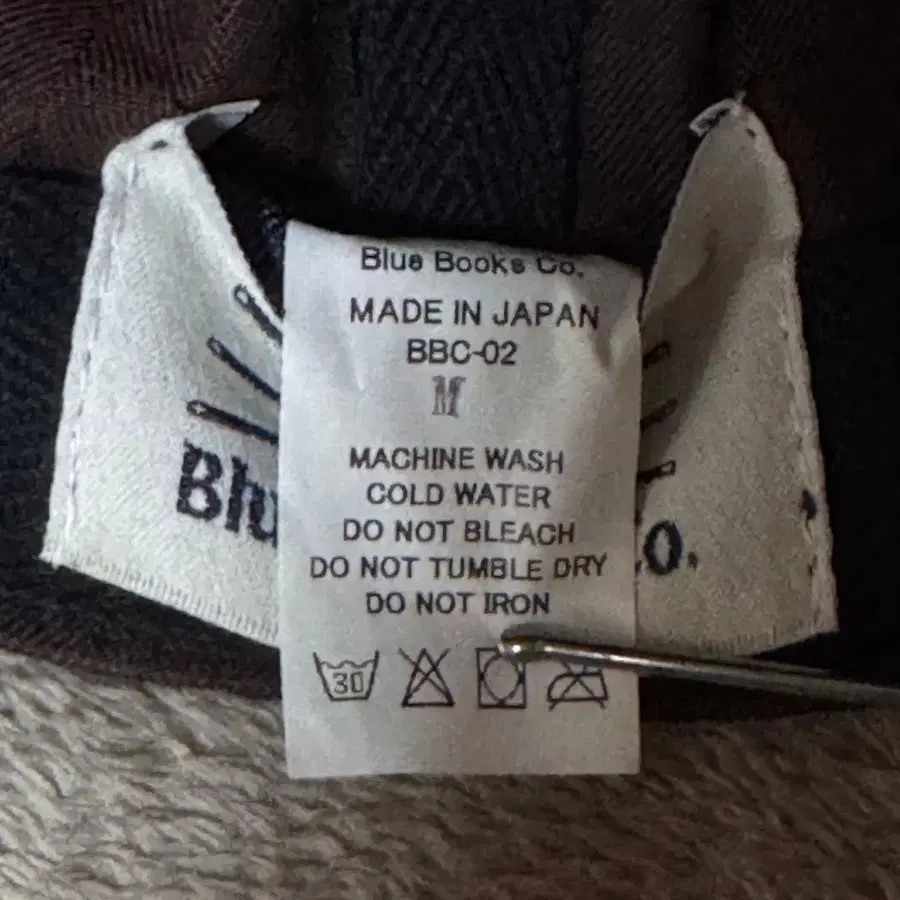 Blue Books Co.
MADE IN JAPAN
BBC-02
M
MACHINE WASH
COLD WATER
DO NOT BLEACH
DO NOT TUMBLE DRY
DO NOT IRON
30